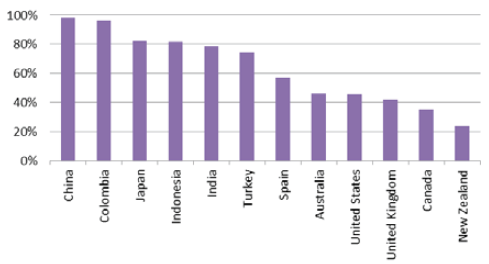 100%
80%
60%
40%
20%
0%
China
Colombia
Japan
Indonesia
India
Turkey
Spain
Australia
United States
United Kingdom
Canada
New Zealand